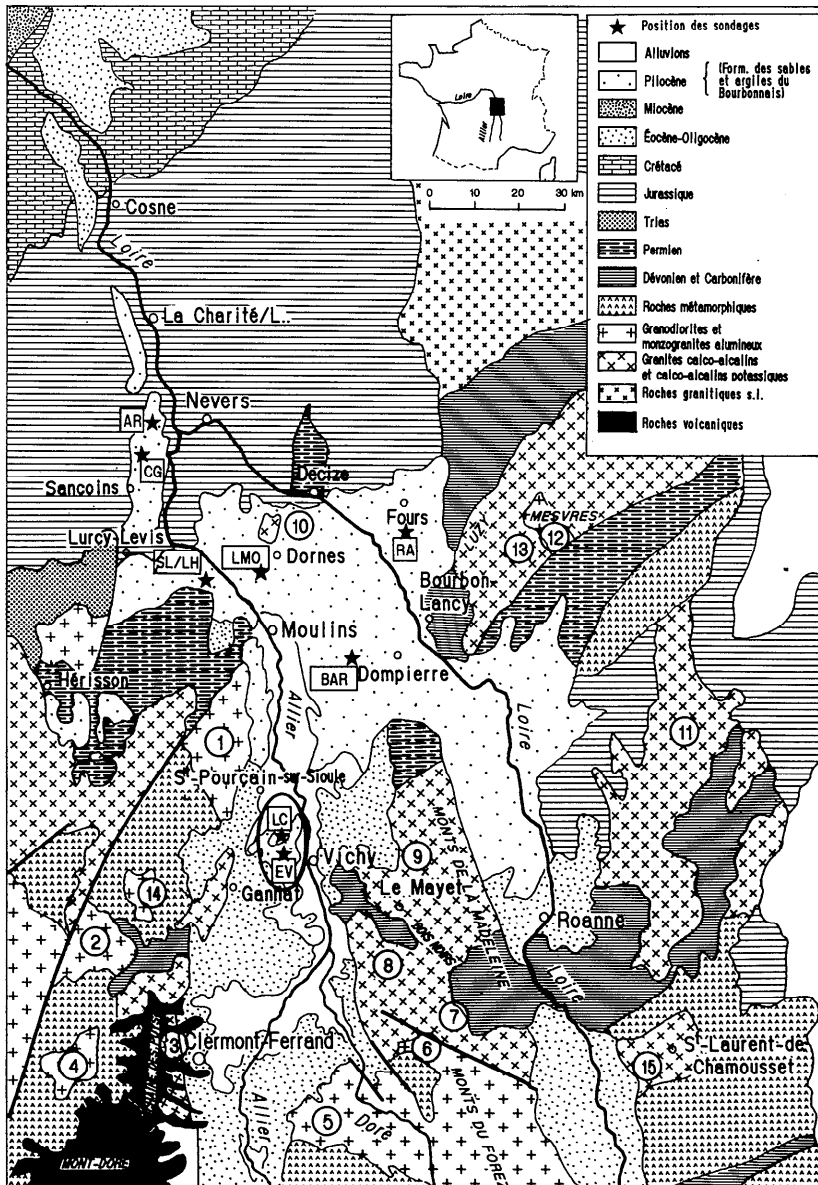 Position des sondages
Alluvions
Pliocène
(Form. des sables
et argiles du
Bourbonnais)
Miocène
Éocène-Oligocène
Crétacé
Jurassique
Trias
Permien
Dévonien et Carbonifère
Roches métamorphiques
Granodiorites et
monzogranites alumineux
Granites calco-alcalins
et calco-alcalins potassiques
Roches granitiques s.l.
Roches volcaniques
Loire
Allier
0 15 30 km
Cosne
Loire
La Charité/L..
Nevers
AR
CG
Sancoins
Décize
Fours
RA
10
LUZY
MESVRES
13
12
Lurcy-Levis
SL/LH
LMO
Dornes
Bourbon-
Lancy
Moulins
Hérisson
BAR
Dompierre
Allier
Loire
1
11
St-Pourçain-sur-Sioule
LC
EV
Vichy
9
Le Mayet
MONTS DE LA MADELEINE
14
Gannat
Roanne
2
BOIS NOIRS
8
Loire
7
3
Clermont-Ferrand
6
St-Laurent-de-
Chamousset
15
4
Allier
5
Dore
MONTS DU FOREZ
MONT-DORE